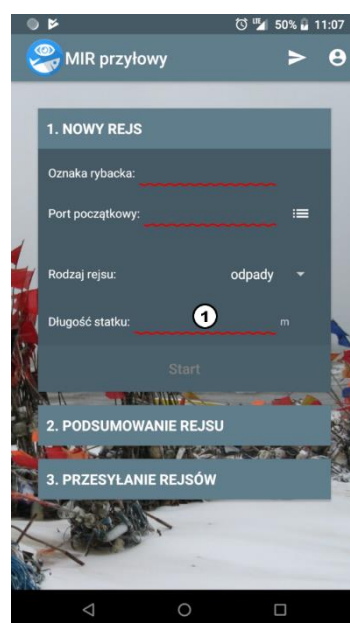 LTE 50% 11:07
MIR przyłowy
1. NOWY REJS
Oznaka rybacka:
Port początkowy:
Rodzaj rejsu: odpady
Długość statku: 1 m
Start
2. PODSUMOWANIE REJSU
3. PRZESYŁANIE REJSÓW